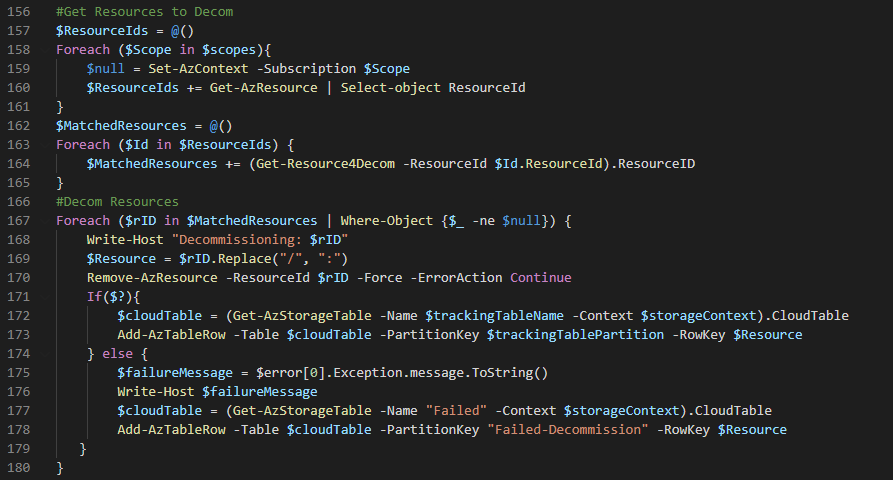 156 #Get Resources to Decom
157 $ResourceIds = @()
158 Foreach ($Scope in $scopes){
159     $null = Set-AzContext -Subscription $Scope
160     $ResourceIds += Get-AzResource | Select-object ResourceId
161 }
162 $MatchedResources = @()
163 Foreach ($Id in $ResourceIds) {
164     $MatchedResources += (Get-Resource4Decom -ResourceId $Id.ResourceId).ResourceID
165 }
166 #Decom Resources
167 Foreach ($rID in $MatchedResources | Where-Object {$_ -ne $null}) {
168     Write-Host "Decommissioning: $rID"
169     $Resource = $rID.Replace("/", ":")
170     Remove-AzResource -ResourceId $rID -Force -ErrorAction Continue
171     If($?){
172         $cloudTable = (Get-AzStorageTable -Name $trackingTableName -Context $storageContext).CloudTable
173         Add-AzTableRow -Table $cloudTable -PartitionKey $trackingTablePartition -RowKey $Resource
174     } else {
175         $failureMessage = $error[0].Exception.message.ToString()
176         Write-Host $failureMessage
177         $cloudTable = (Get-AzStorageTable -Name "Failed" -Context $storageContext).CloudTable
178         Add-AzTableRow -Table $cloudTable -PartitionKey "Failed-Decommission" -RowKey $Resource
179    }
180 }